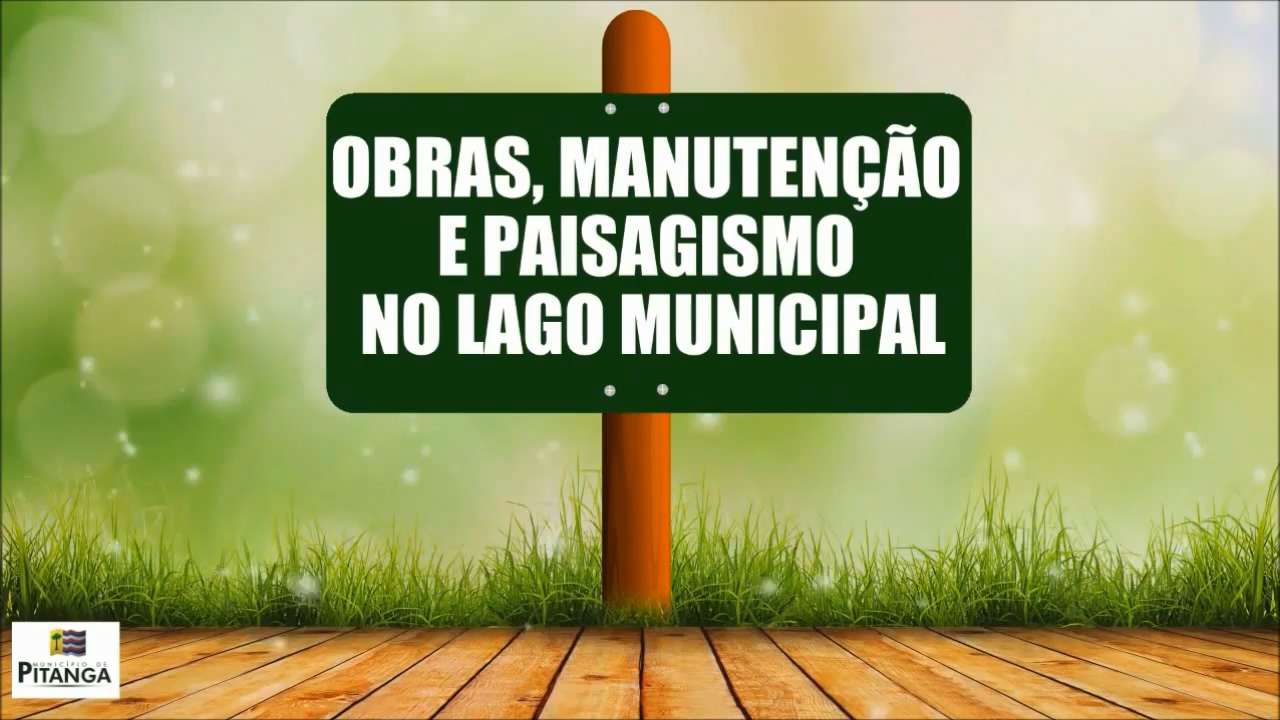 OBRAS, MANUTENÇÃO
E PAISAGISMO
NO LAGO MUNICIPAL
MUNICÍPIO DE
PITANGA